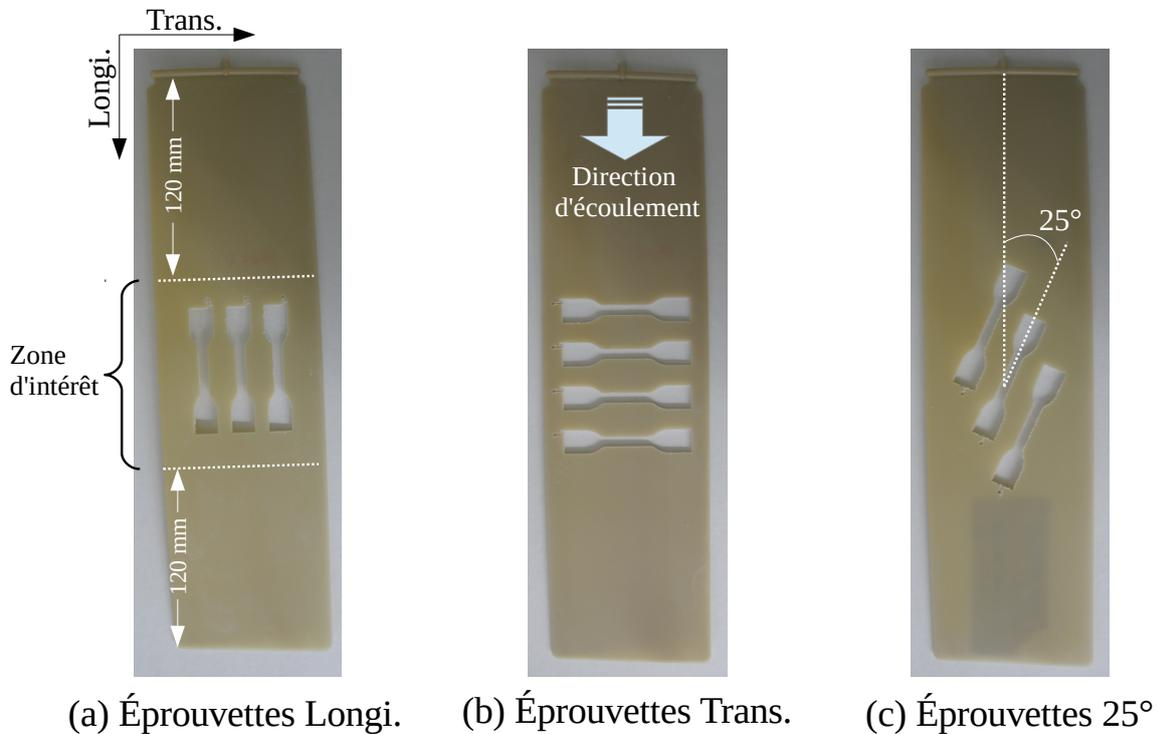 Trans.
Longi.
120 mm
Zone
d'intérêt
120 mm
Direction
d'écoulement
25°
(a) Éprouvettes Longi.
(b) Éprouvettes Trans.
(c) Éprouvettes 25°